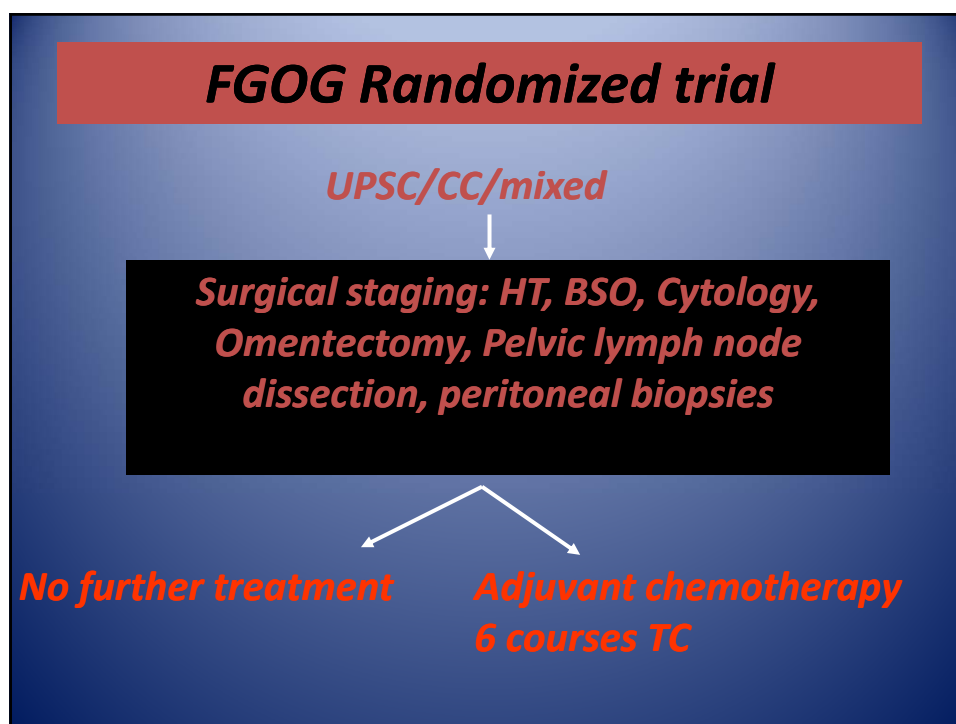 FGOG Randomized trial
UPSC/CC/mixed
Surgical staging: HT, BSO, Cytology,
Omentectomy, Pelvic lymph node
dissection, peritoneal biopsies
No further treatment
Adjuvant chemotherapy
6 courses TC